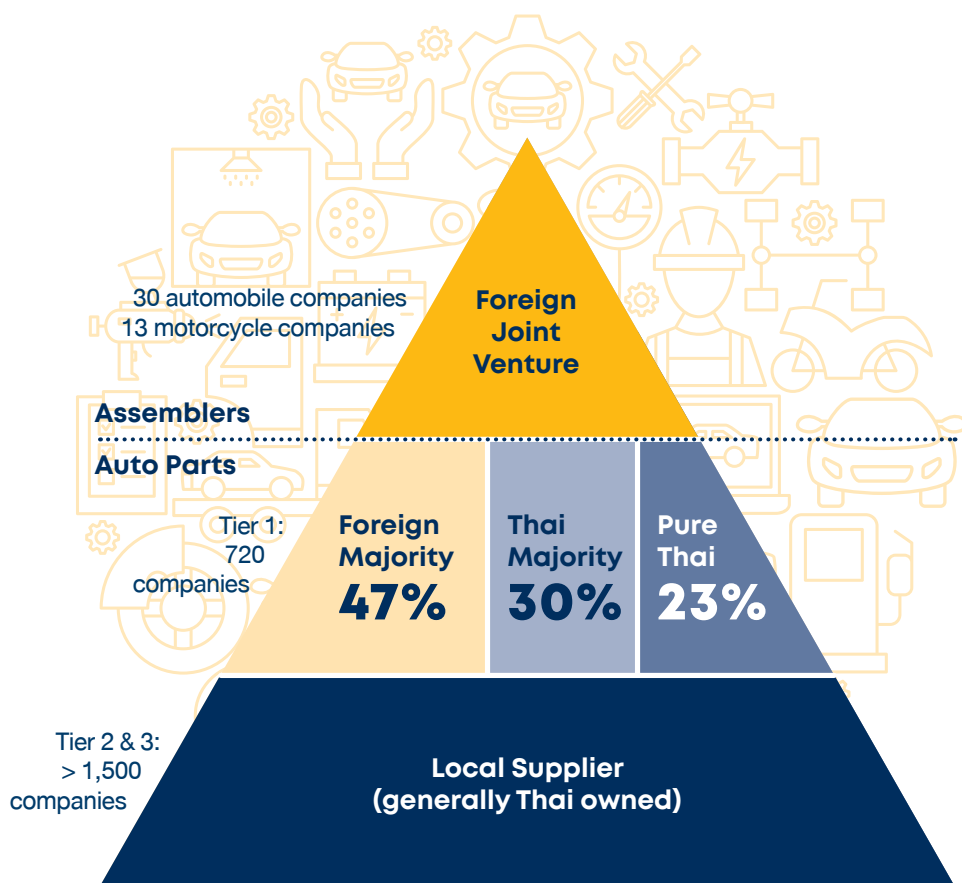 30 automobile companies
13 motorcycle companies
Foreign
Joint
Venture
Assemblers
Auto Parts
Tier 1:
720
companies
Foreign
Majority
47%
Thai
Majority
30%
Pure
Thai
23%
Tier 2 & 3:
> 1,500
companies
Local Supplier
(generally Thai owned)